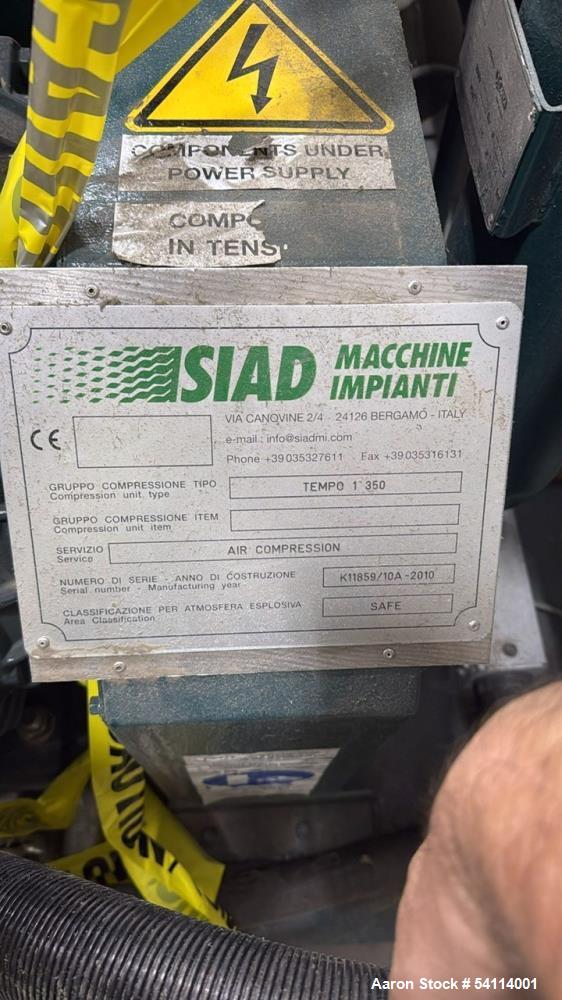 COMPONENTS UNDER
POWER SUPPLY
COMPO
IN TENS
SIAD MACCHINE
IMPIANTI
VIA CANOVINE 2/4 - 24126 BERGAMO - ITALY
CE
e-mail : info@siadmi.com
Phone +39035327611 Fax +39035316131
GRUPPO COMPRESSIONE TIPO
Compression unit type
TEMPO 1 350
GRUPPO COMPRESSIONE ITEM
Compression unit item
SERVIZIO
Service
AIR COMPRESSION
NUMERO DI SERIE - ANNO DI COSTRUZIONE
Serial number - Manufacturing year
K11859/10A-2010
CLASSIFICAZIONE PER ATMOSFERA ESPLOSIVA
Area Classification
SAFE
Aaron Stock # 54114001